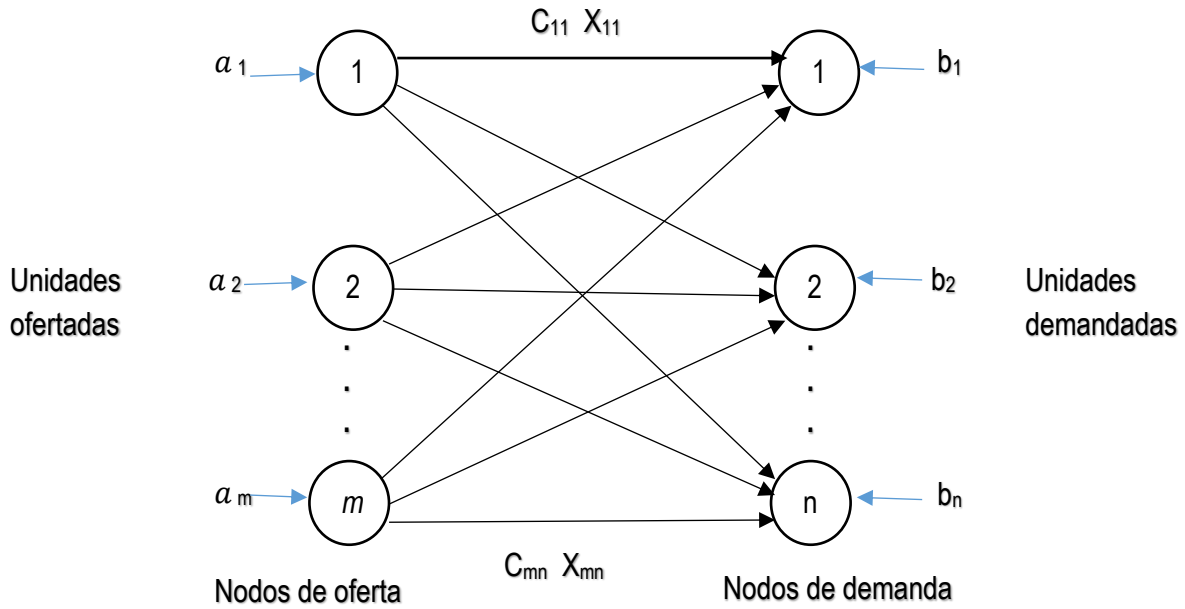 C11 X11
a 1
1
1
b1
Unidades
ofertadas
a 2
2
2
b2
Unidades
demandadas
.
.
.
.
.
.
a m
m
n
bn
Cmn Xmn
Nodos de oferta
Nodos de demanda